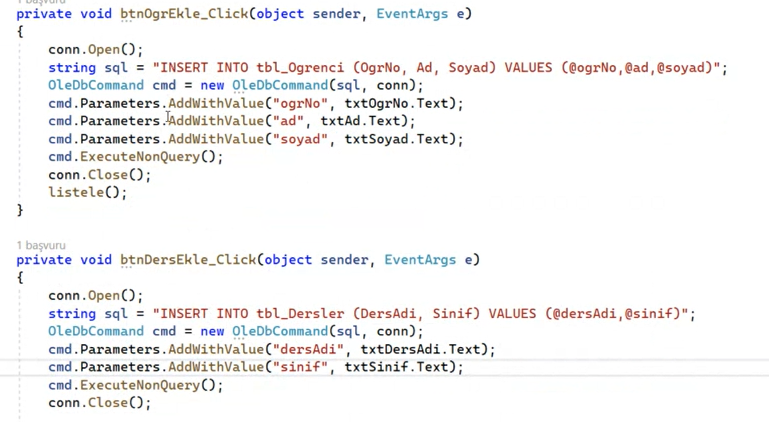 1 başvuru
private void btnOgrEkle_Click(object sender, EventArgs e)
{
conn.Open();
string sql = "INSERT INTO tbl_Ogrenci (OgrNo, Ad, Soyad) VALUES (@ogrNo,@ad,@soyad)";
OleDbCommand cmd = new OleDbCommand(sql, conn);
cmd.Parameters.AddWithValue("ogrNo", txtOgrNo.Text);
cmd.Parameters.AddWithValue("ad", txtAd.Text);
cmd.Parameters.AddWithValue("soyad", txtSoyad.Text);
cmd.ExecuteNonQuery();
conn.Close();
listele();
}
1 başvuru
private void btnDersEkle_Click(object sender, EventArgs e)
{
conn.Open();
string sql = "INSERT INTO tbl_Dersler (DersAdi, Sinif) VALUES (@dersAdi,@sinif)";
OleDbCommand cmd = new OleDbCommand(sql, conn);
cmd.Parameters.AddWithValue("dersAdi", txtDersAdi.Text);
cmd.Parameters.AddWithValue("sinif", txtSinif.Text);
cmd.ExecuteNonQuery();
conn.Close();